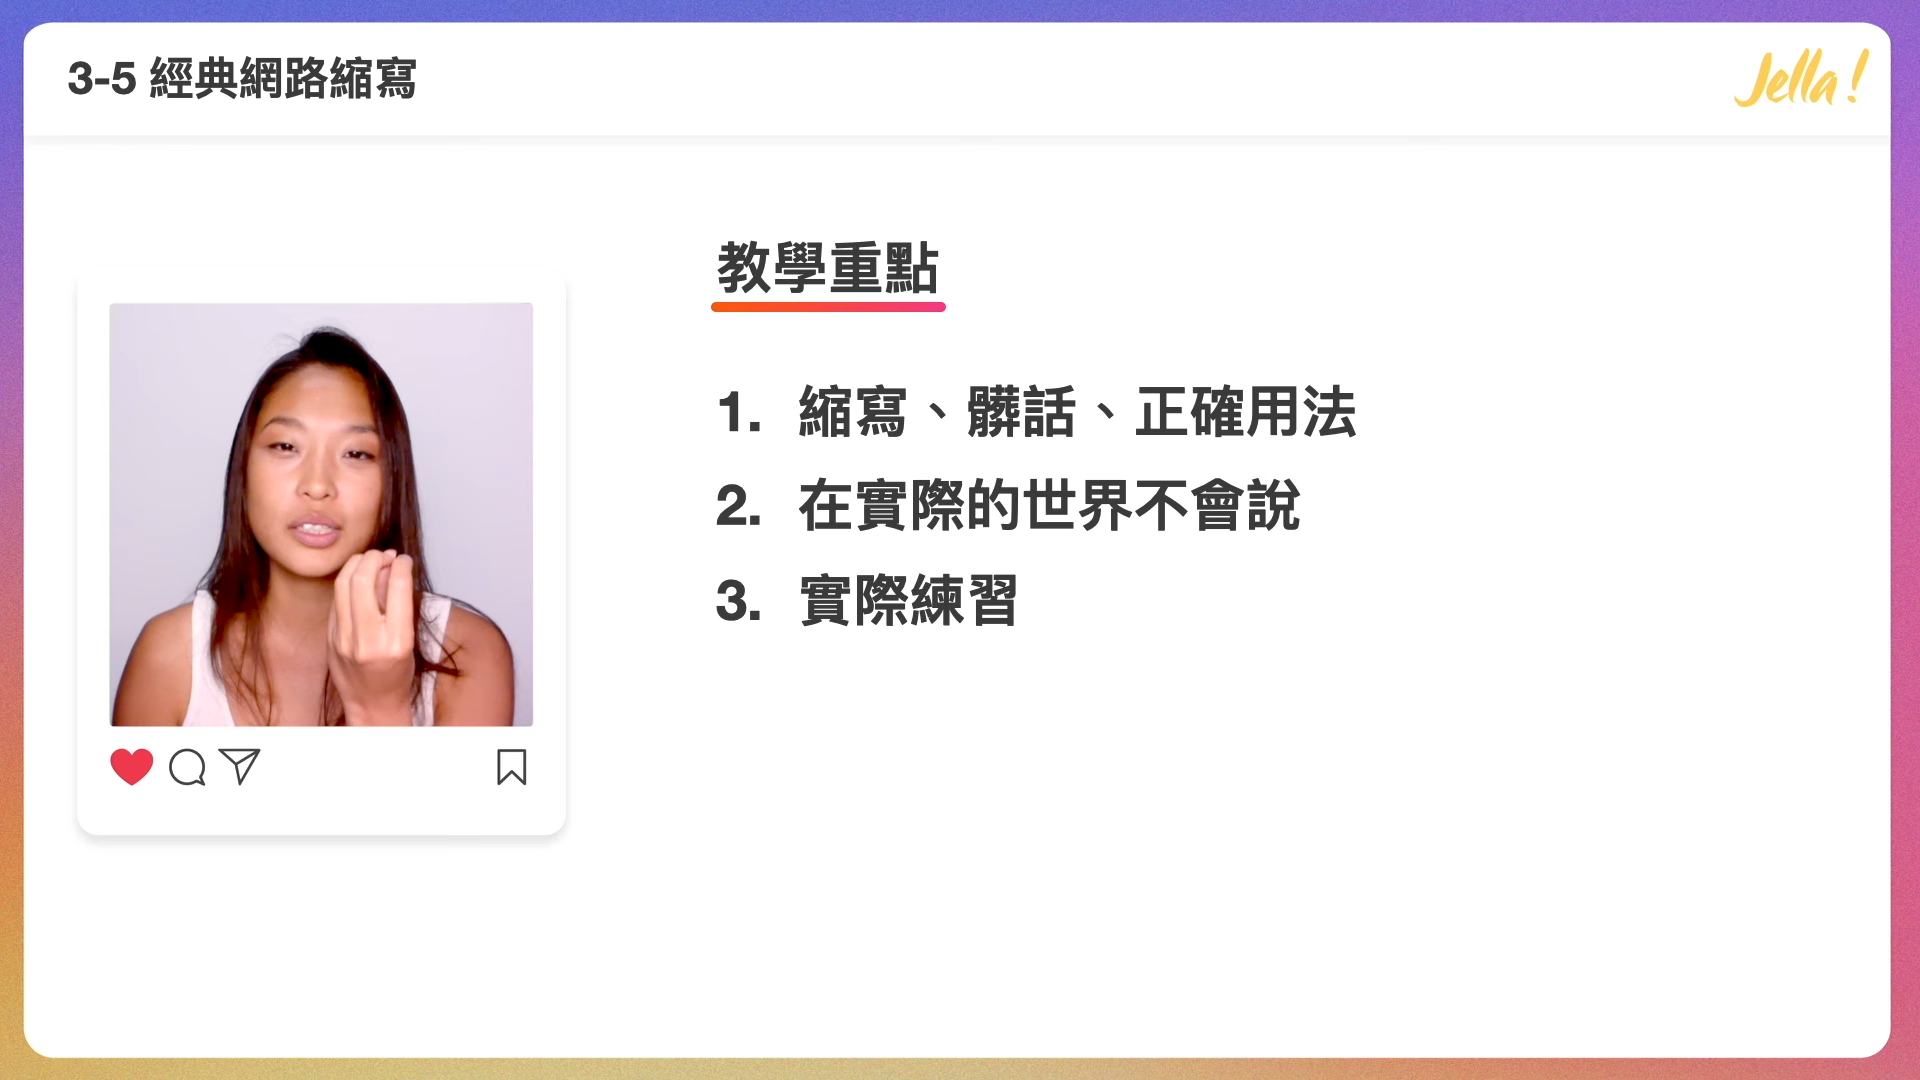 3-5 經典網路縮寫
Jella!
教學重點
1. 縮寫、髒話、正確用法
2. 在實際的世界不會說
3. 實際練習